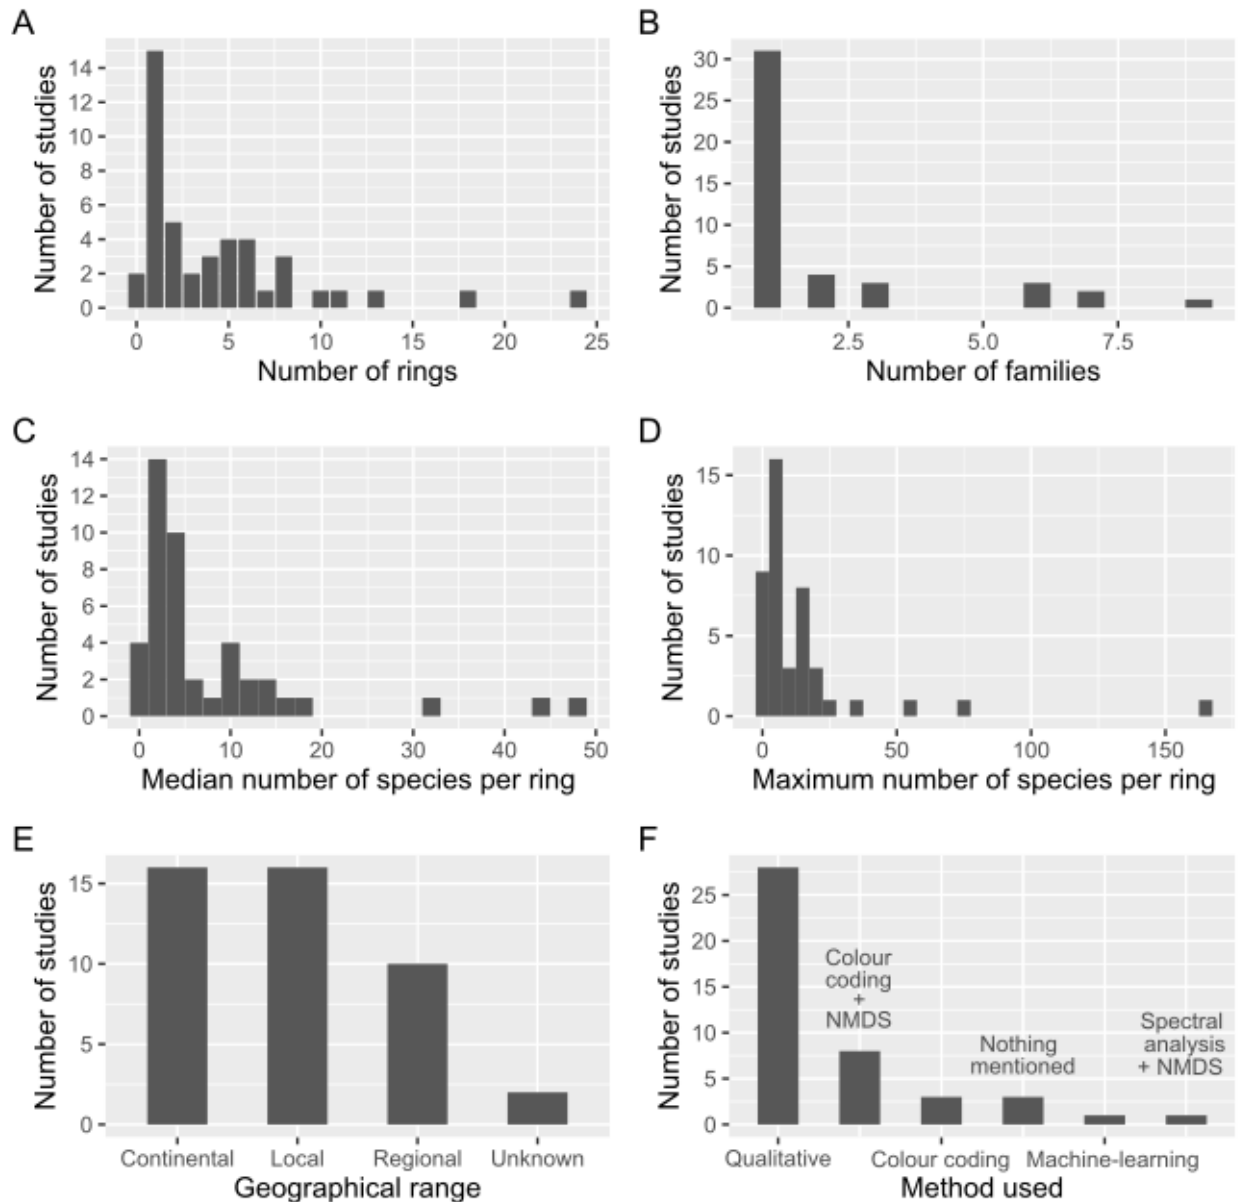 A
Number of studies
14
12
10
8
6
4
2
0
0 5 10 15 20 25
Number of rings
B
Number of studies
30
25
20
15
10
5
0
2.5 5.0 7.5
Number of families
C
Number of studies
14
12
10
8
6
4
2
0
0 10 20 30 40 50
Median number of species per ring
D
Number of studies
15
10
5
0
0 50 100 150
Maximum number of species per ring
E
Number of studies
15
10
5
0
Continental Local Regional Unknown
Geographical range
F
Number of studies
25
20
15
10
5
0
Colour
coding
+
NMDS
Nothing
mentioned
Spectral
analysis
+ NMDS
Qualitative Colour coding Machine-learning
Method used